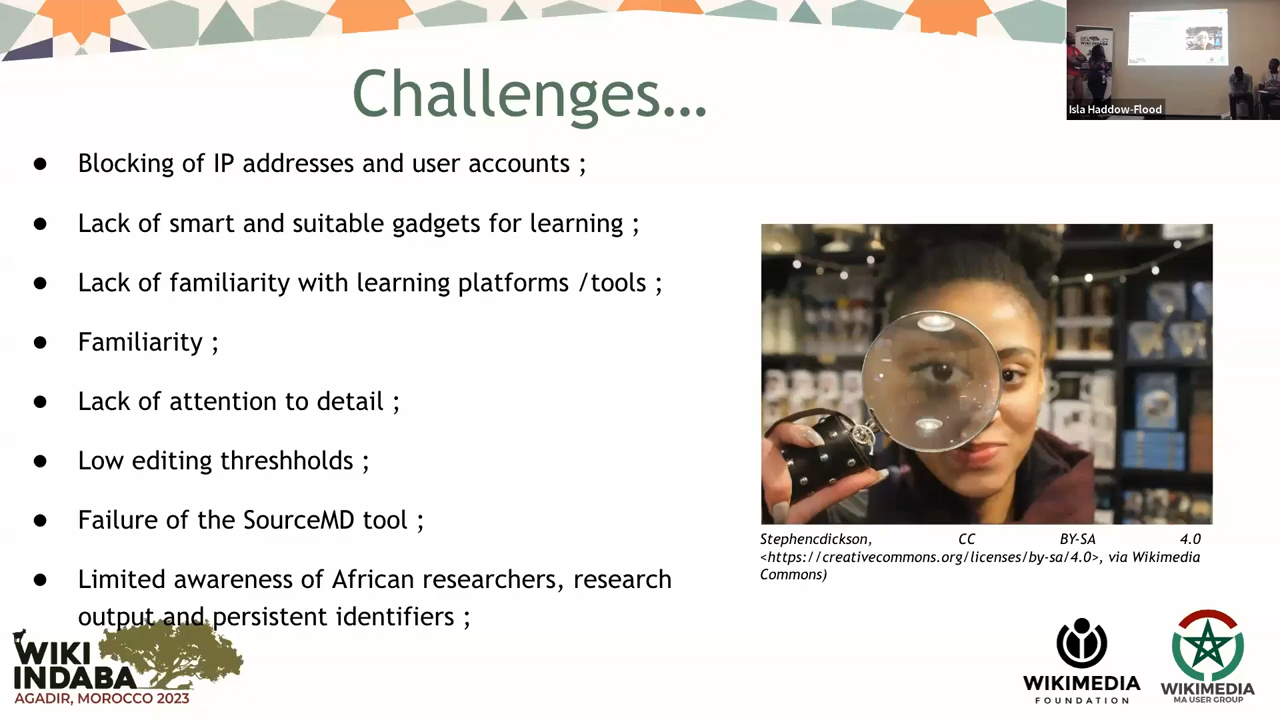 Challenges…
Isla Haddow-Flood
WIKI INDABA
● Blocking of IP addresses and user accounts ;
● Lack of smart and suitable gadgets for learning ;
● Lack of familiarity with learning platforms /tools ;
● Familiarity ;
● Lack of attention to detail ;
● Low editing threshholds ;
● Failure of the SourceMD tool ;
● Limited awareness of African researchers, research
output and persistent identifiers ;
Stephencdickson, CC BY-SA 4.0
<https://creativecommons.org/licenses/by-sa/4.0>, via Wikimedia
Commons)
WIKI
INDABA
AGADIR, MOROCCO 2023
WIKIMEDIA
FOUNDATION
WIKIMEDIA
MA USER GROUP